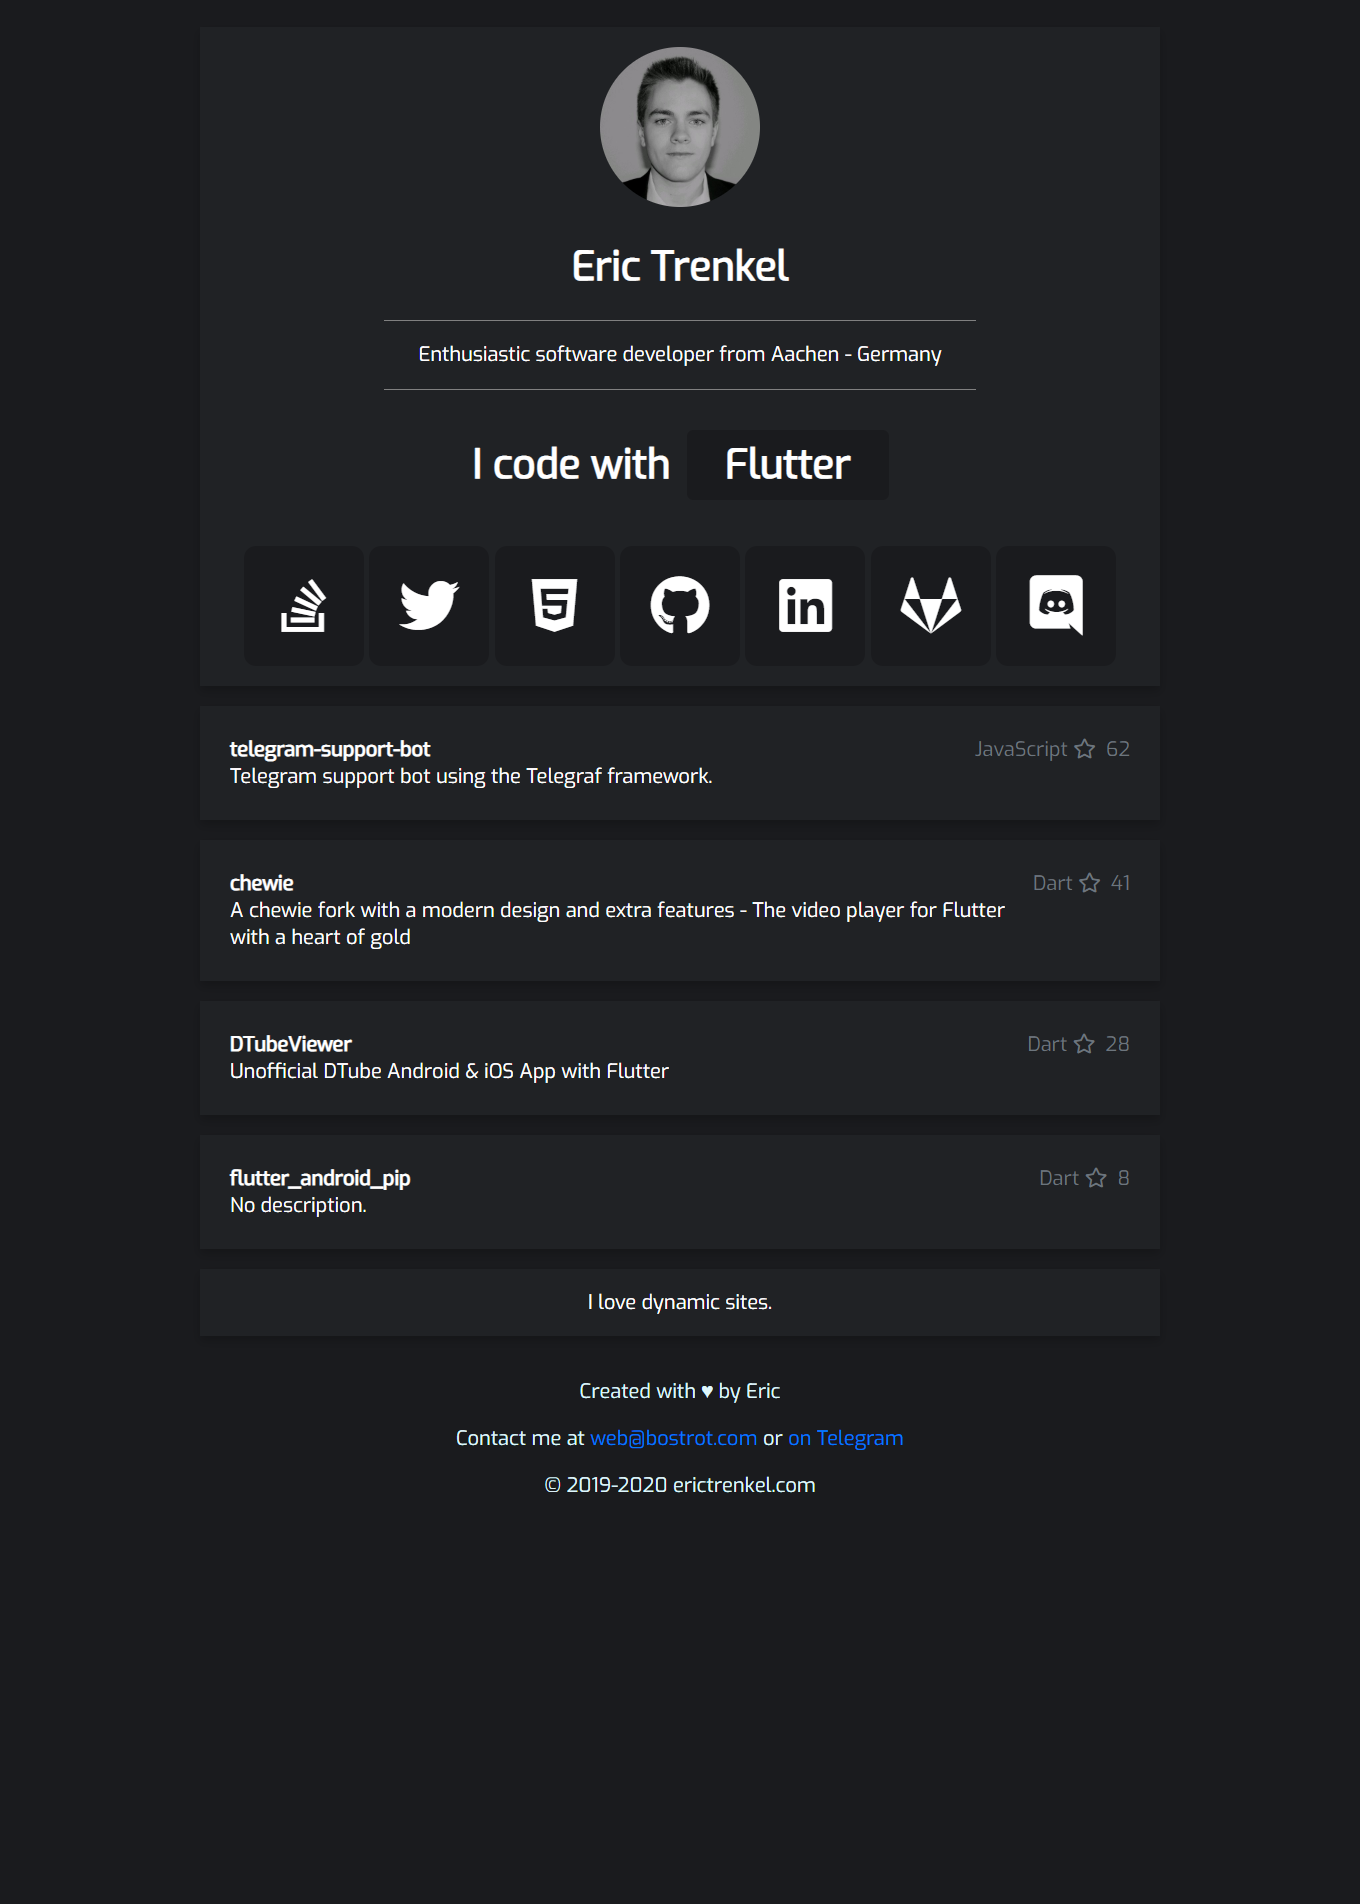 Eric Trenkel
Enthusiastic software developer from Aachen - Germany
I code with Flutter
telegram-support-bot JavaScript 62
Telegram support bot using the Telegraf framework.
chewie Dart 41
A chewie fork with a modern design and extra features - The video player for Flutter
with a heart of gold
DTubeViewer Dart 28
Unofficial DTube Android & iOS App with Flutter
flutter_android_pip Dart 8
No description.
I love dynamic sites.
Created with ♥ by Eric
Contact me at web@bostrot.com or on Telegram
© 2019-2020 erictrenkel.com